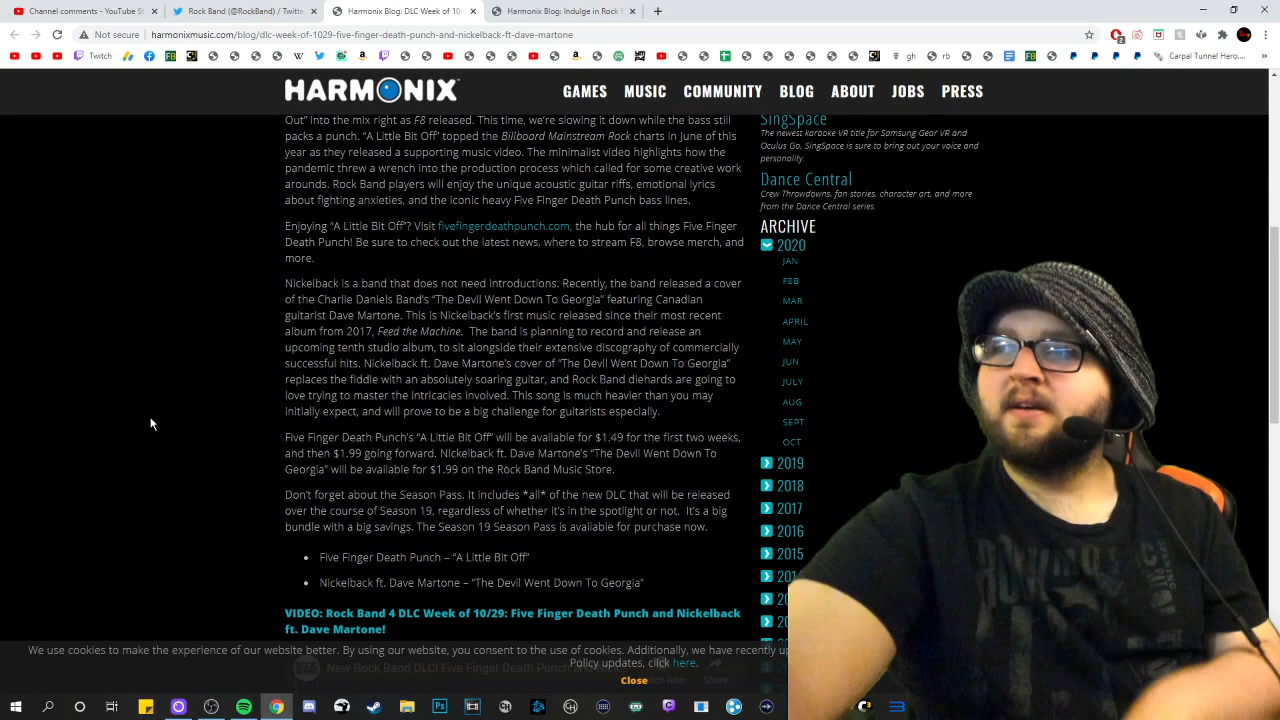 Channel comments - YouTube St
Rock Band (@RockBand) / Twitte
Harmonix Blog: DLC Week of 10
Harmonix Blog: Indulge in Rock E
Not secure | harmonixmusic.com/blog/dlc-week-of-1029-five-finger-death-punch-and-nickelback-ft-dave-martone
Twitch
gh
rb
Carpal Tunnel Hero...
HARMONIX
GAMES MUSIC COMMUNITY BLOG ABOUT JOBS PRESS
Out" into the mix right as F8 released. This time, we're slowing it down while the bass still
packs a punch. "A Little Bit Off" topped the Billboard Mainstream Rock charts in June of this
year as they released a supporting music video. The minimalist video highlights how the
pandemic threw a wrench into the production process which called for some creative work
arounds. Rock Band players will enjoy the unique acoustic guitar riffs, emotional lyrics
about fighting anxieties, and the iconic heavy Five Finger Death Punch bass lines.
Enjoying "A Little Bit Off"? Visit fivefingerdeathpunch.com, the hub for all things Five Finger
Death Punch! Be sure to check out the latest news, where to stream F8, browse merch, and
more.
Nickelback is a band that does not need introductions. Recently, the band released a cover
of the Charlie Daniels Band's "The Devil Went Down To Georgia" featuring Canadian
guitarist Dave Martone. This is Nickelback's first music released since their most recent
album from 2017, Feed the Machine. The band is planning to record and release an
upcoming tenth studio album, to sit alongside their extensive discography of commercially
successful hits. Nickelback ft. Dave Martone's cover of "The Devil Went Down To Georgia"
replaces the fiddle with an absolutely soaring guitar, and Rock Band diehards are going to
love trying to master the intricacies involved. This song is much heavier than you may
initially expect, and will prove to be a big challenge for guitarists especially.
Five Finger Death Punch's "A Little Bit Off" will be available for $1.49 for the first two weeks,
and then $1.99 going forward. Nickelback ft. Dave Martone's "The Devil Went Down To
Georgia" will be available for $1.99 on the Rock Band Music Store.
Don't forget about the Season Pass. It includes *all* of the new DLC that will be released
over the course of Season 19, regardless of whether it's in the spotlight or not. It's a big
bundle with a big savings. The Season 19 Season Pass is available for purchase now.
Five Finger Death Punch – "A Little Bit Off"
Nickelback ft. Dave Martone – "The Devil Went Down To Georgia"
VIDEO: Rock Band 4 DLC Week of 10/29: Five Finger Death Punch and Nickelback
ft. Dave Martone!
SingSpace
The newest karaoke VR title for Samsung Gear VR and
Oculus Go, SingSpace is sure to bring out your voice and
personality.
Dance Central
Crew Throwdowns, fan stories, character art, and more
from the Dance Central series.
ARCHIVE
2020
JAN
FEB
MAR
APRIL
MAY
JUN
JULY
AUG
SEPT
OCT
2019
2018
2017
2016
2015
We use cookies to make the experience of our website better. By using our website, you consent to the use of cookies. Additionally, we have recently up
Policy updates, click here.
Close
New Rock Band DLC! Five Finger Death Punch
Watch later
Share